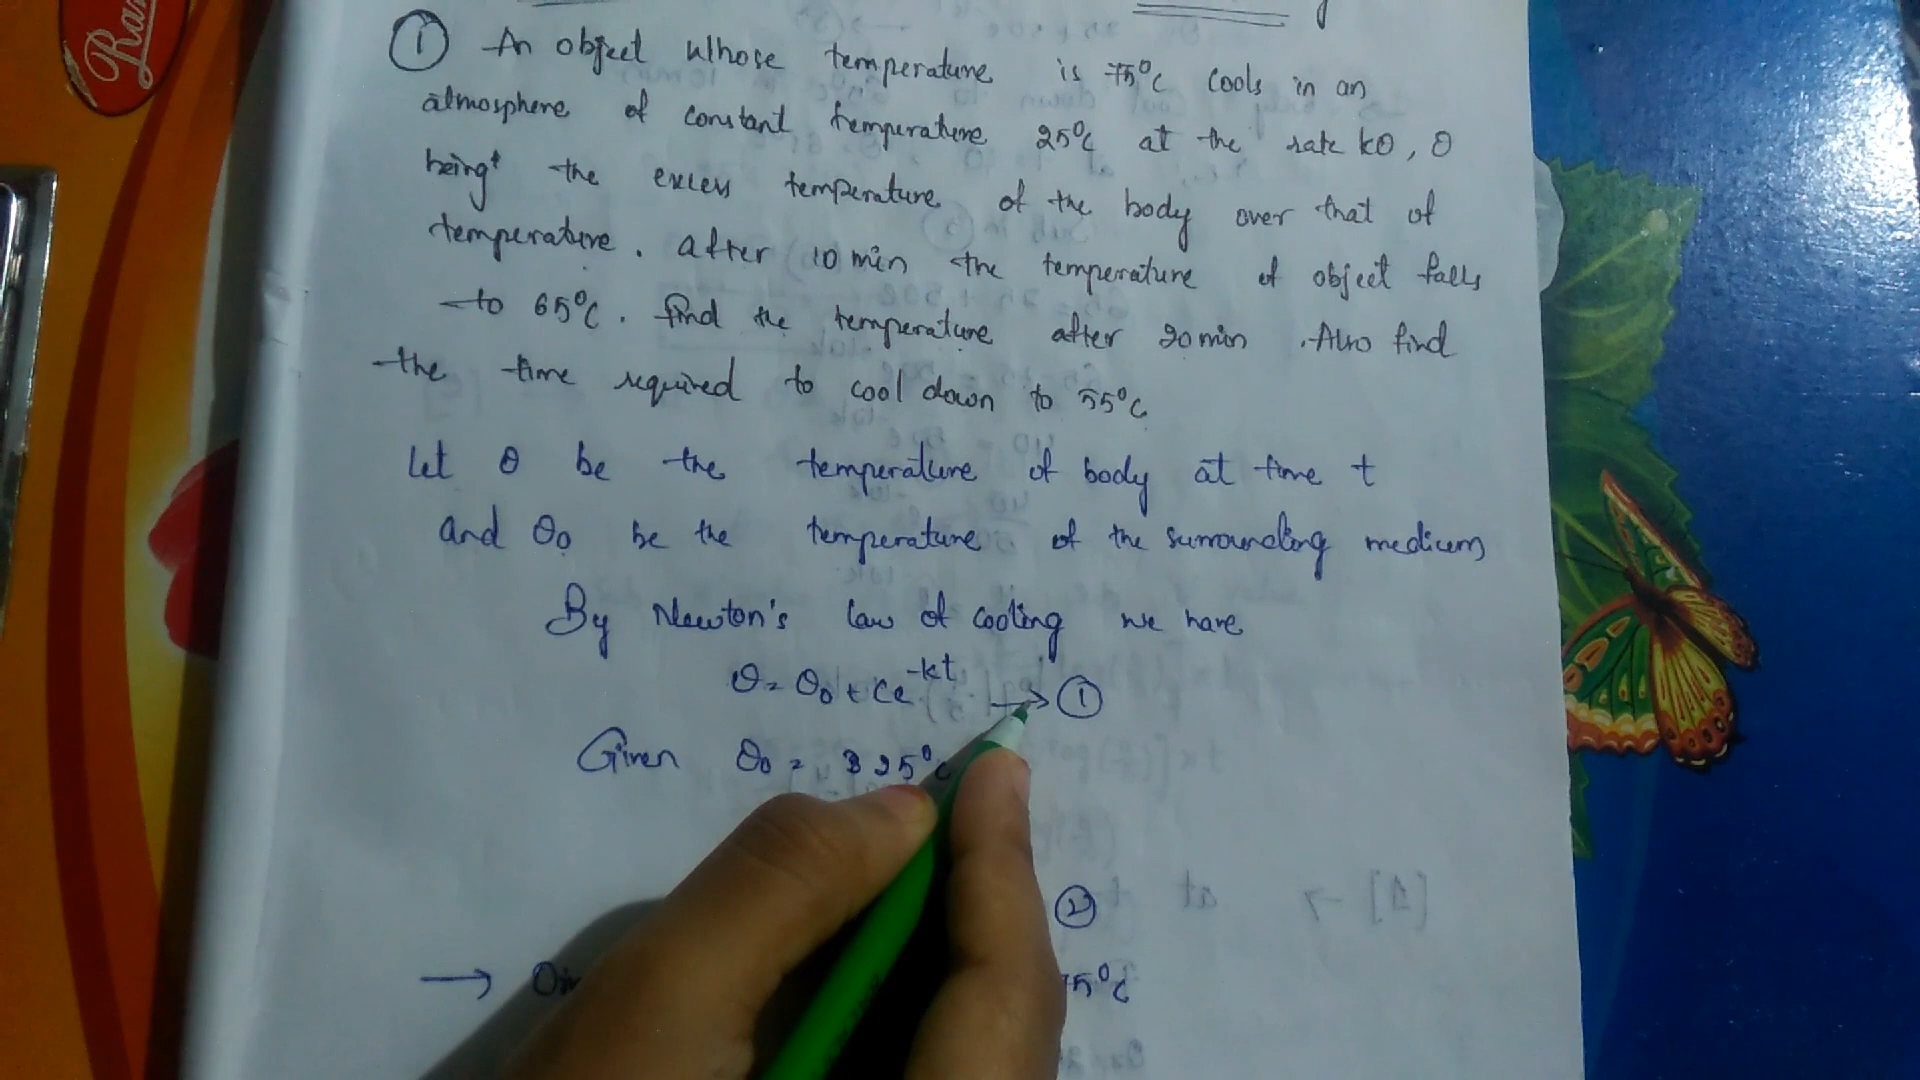 ① An object whose temperature is 75°C cools in an
atmosphere of constant temperature 25°C at the rate kθ, θ
being the excess temperature of the body over that of
temperature. After 10 min the temperature of object falls
to 65°C. find the temperature after 20 min. Also find
the time required to cool down to 55°C
Let θ be the temperature of body at time t
and θ₀ be the temperature of the surrounding medium
By Newton's law of cooling we have
θ = θ₀ + ce^-kt → ①
Given θ₀ = 25°C
②
→ 75°C